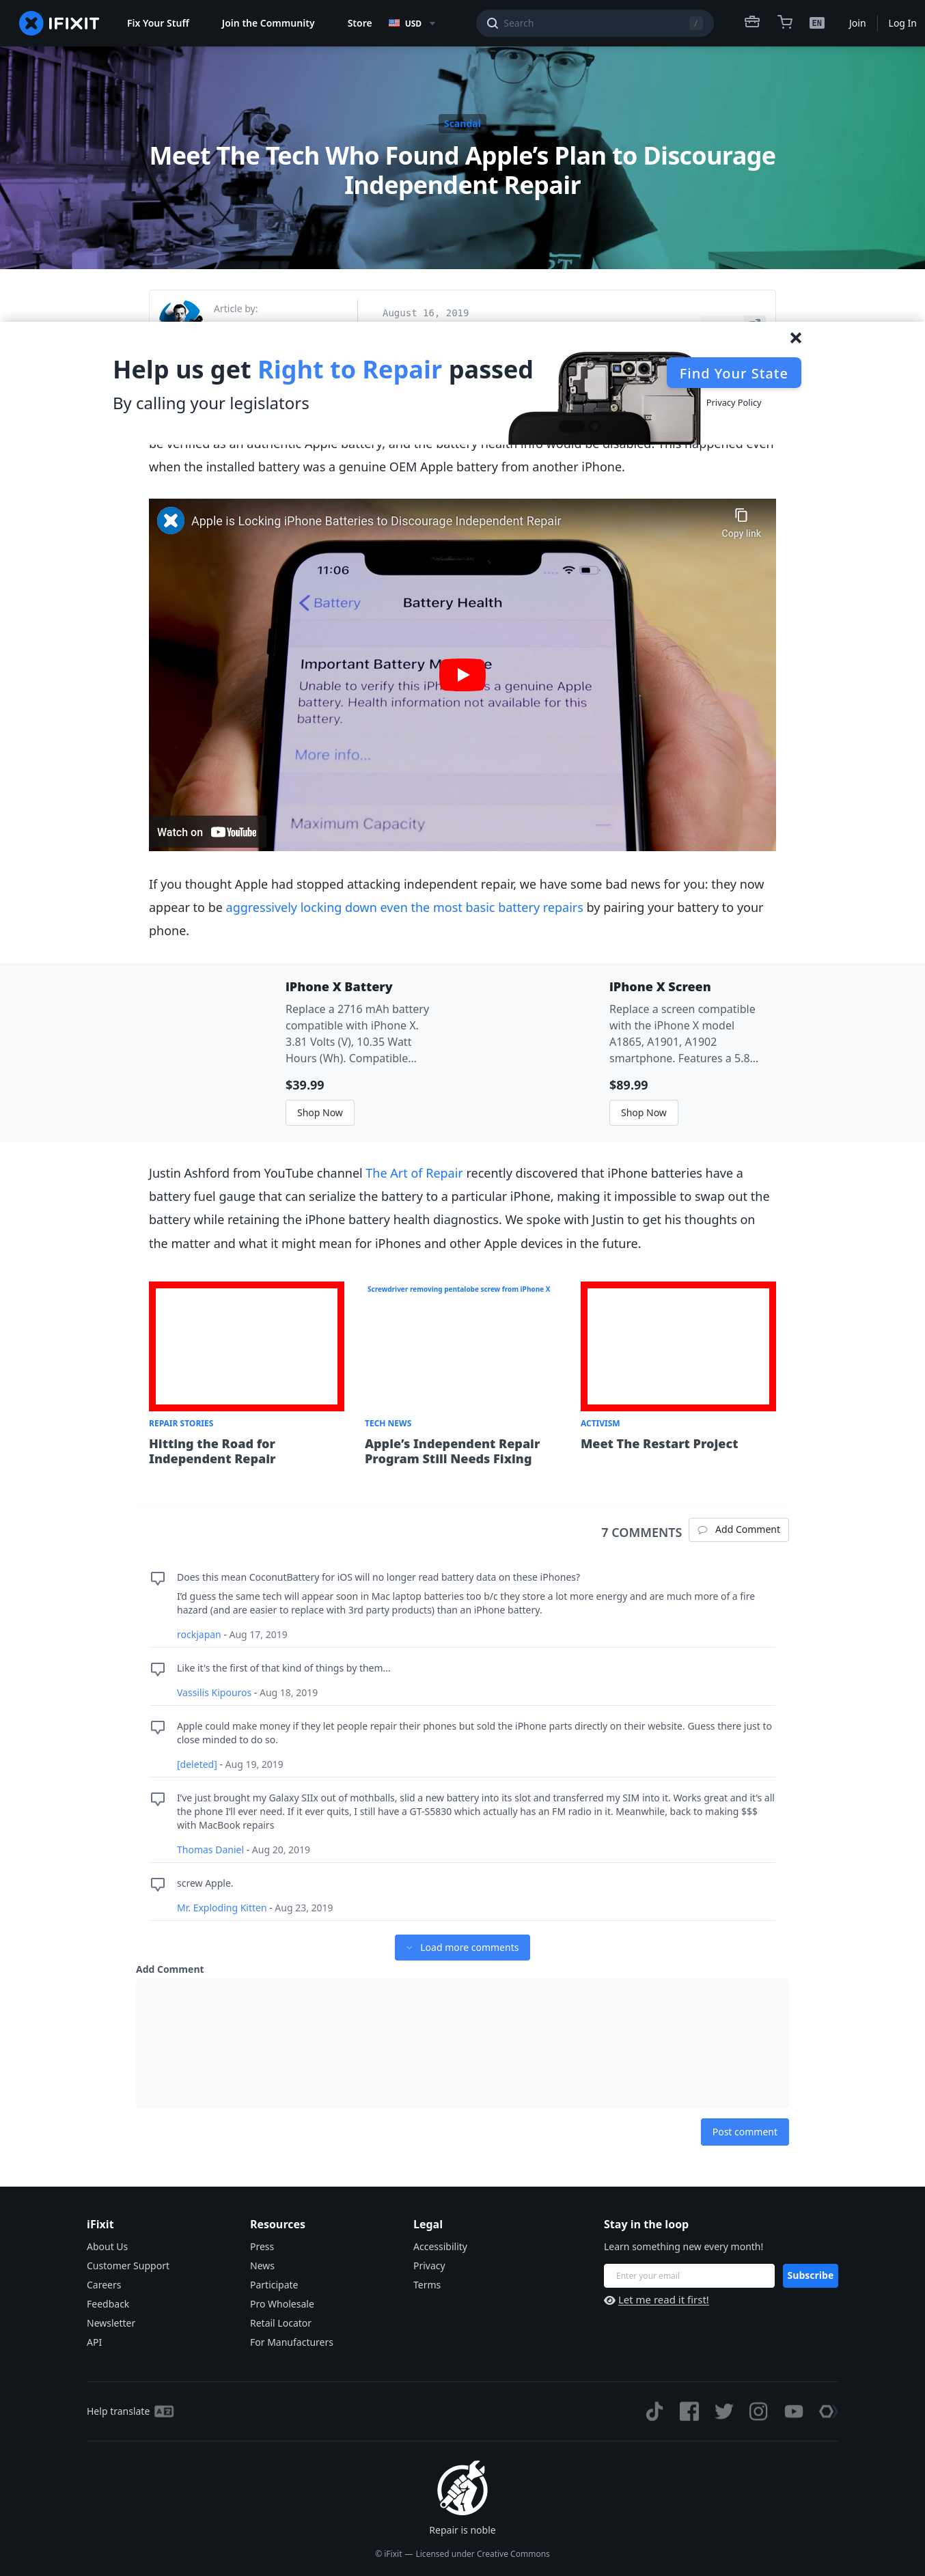 IFIXIT
Fix Your Stuff
Join the Community
Store
USD
Search
/
EN
Join
Log In
Scandal
Meet The Tech Who Found Apple’s Plan to Discourage
Independent Repair
Article by:
August 16, 2019
Help us get Right to Repair passed
By calling your legislators
Find Your State
Privacy Policy
be verified as an authentic Apple battery, and the battery health info would be disabled. This happened even
when the installed battery was a genuine OEM Apple battery from another iPhone.
Apple is Locking iPhone Batteries to Discourage Independent Repair
Copy link
11:06
Battery
Battery Health
Important Battery M
Unable to verify this iPh a genuine Apple
battery. Health information not available for this
battery.
More info...
Maximum Capacity
Watch on YouTube
If you thought Apple had stopped attacking independent repair, we have some bad news for you: they now
appear to be aggressively locking down even the most basic battery repairs by pairing your battery to your
phone.
iPhone X Battery
Replace a 2716 mAh battery
compatible with iPhone X.
3.81 Volts (V), 10.35 Watt
Hours (Wh). Compatible…
$39.99
Shop Now
iPhone X Screen
Replace a screen compatible
with the iPhone X model
A1865, A1901, A1902
smartphone. Features a 5.8…
$89.99
Shop Now
Justin Ashford from YouTube channel The Art of Repair recently discovered that iPhone batteries have a
battery fuel gauge that can serialize the battery to a particular iPhone, making it impossible to swap out the
battery while retaining the iPhone battery health diagnostics. We spoke with Justin to get his thoughts on
the matter and what it might mean for iPhones and other Apple devices in the future.
REPAIR STORIES
Hitting the Road for
Independent Repair
Screwdriver removing pentalobe screw from iPhone X
TECH NEWS
Apple’s Independent Repair
Program Still Needs Fixing
ACTIVISM
Meet The Restart Project
7 COMMENTS
Add Comment
Does this mean CoconutBattery for iOS will no longer read battery data on these iPhones?
I’d guess the same tech will appear soon in Mac laptop batteries too b/c they store a lot more energy and are much more of a fire
hazard (and are easier to replace with 3rd party products) than an iPhone battery.
rockjapan - Aug 17, 2019
Like it's the first of that kind of things by them...
Vassilis Kipouros - Aug 18, 2019
Apple could make money if they let people repair their phones but sold the iPhone parts directly on their website. Guess there just to
close minded to do so.
[deleted] - Aug 19, 2019
I’ve just brought my Galaxy SIIx out of mothballs, slid a new battery into its slot and transferred my SIM into it. Works great and it’s all
the phone I’ll ever need. If it ever quits, I still have a GT-S5830 which actually has an FM radio in it. Meanwhile, back to making $$$
with MacBook repairs
Thomas Daniel - Aug 20, 2019
screw Apple.
Mr. Exploding Kitten - Aug 23, 2019
Load more comments
Add Comment
Post comment
iFixit
About Us
Customer Support
Careers
Feedback
Newsletter
API
Resources
Press
News
Participate
Pro Wholesale
Retail Locator
For Manufacturers
Legal
Accessibility
Privacy
Terms
Stay in the loop
Learn something new every month!
Enter your email
Subscribe
Let me read it first!
Help translate
Repair is noble
© iFixit — Licensed under Creative Commons